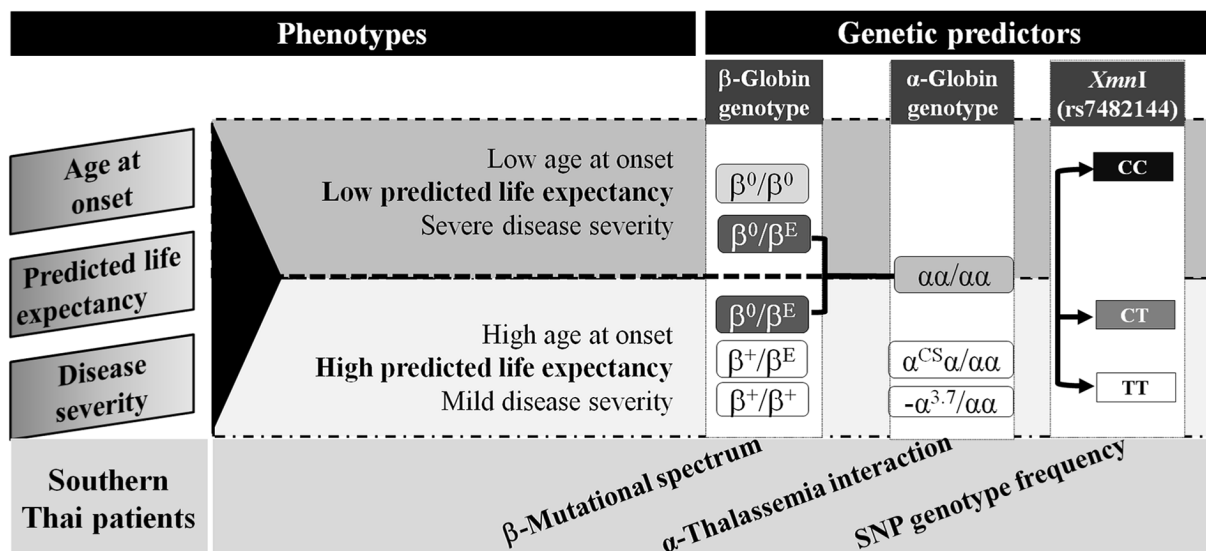 Phenotypes
Genetic predictors
β-Globin
genotype
α-Globin
genotype
XmnI
(rs7482144)
Age at
onset
Predicted life
expectancy
Disease
severity
Low age at onset
Low predicted life expectancy
Severe disease severity
High age at onset
High predicted life expectancy
Mild disease severity
β⁰/β⁰
β⁰/βᴱ
β⁰/βᴱ
β⁺/βᴱ
β⁺/β⁺
αα/αα
α^CSα/αα
-α^3.7/αα
CC
CT
TT
Southern
Thai patients
β-Mutational spectrum
α-Thalassemia interaction
SNP genotype frequency